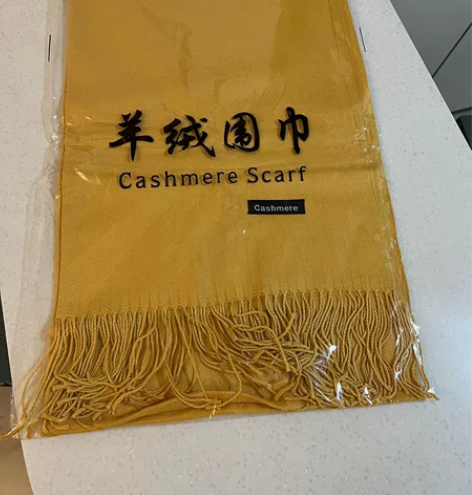 羊绒围巾
Cashmere Scarf
Cashmere